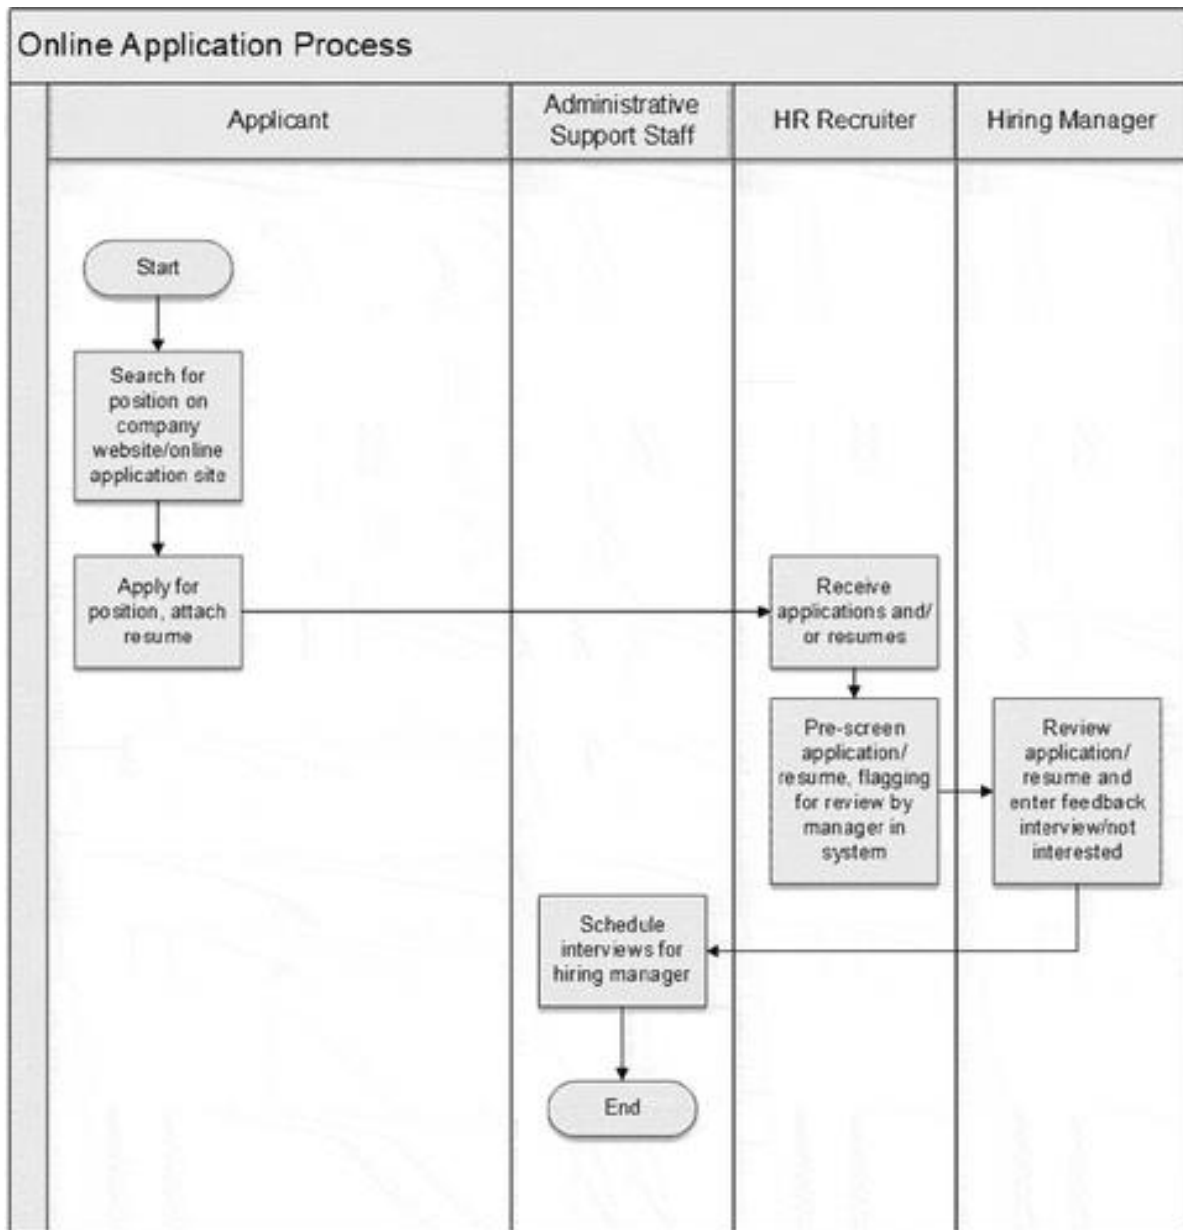 Online Application Process
Applicant
Administrative
Support Staff
HR Recruiter
Hiring Manager
Start
Search for
position on
company
website/online
application site
Apply for
position, attach
resume
Receive
applications and/
or resumes
Pre-screen
application/
resume, flagging
for review by
manager in
system
Review
application/
resume and
enter feedback
interview/not
interested
Schedule
interviews for
hiring manager
End